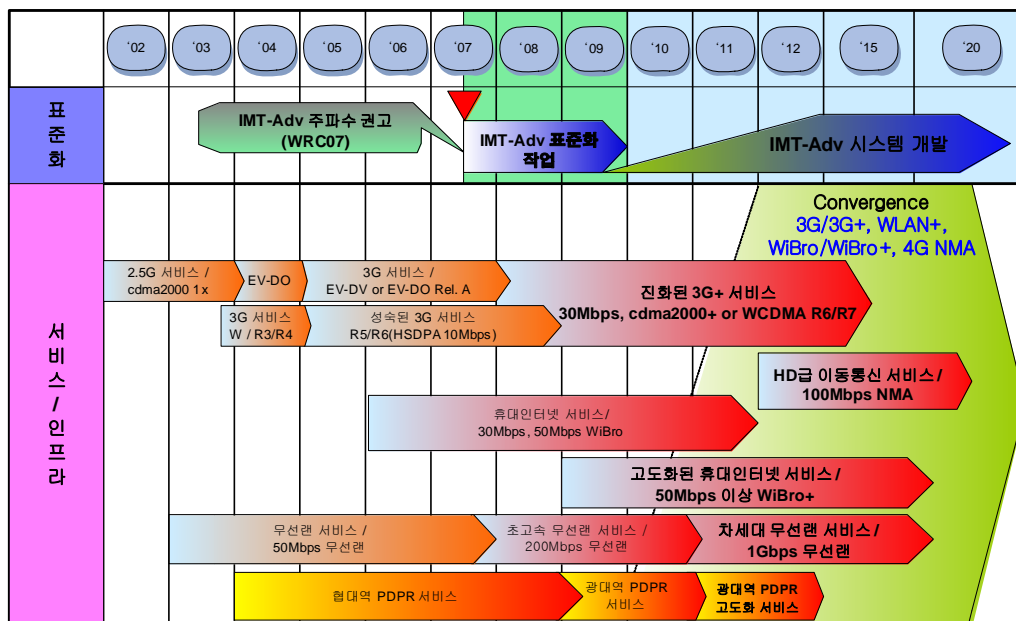 ‘02 ‘03 ‘04 ‘05 ‘06 ‘07 ‘08 ‘09 ‘10 ‘11 ‘12 ‘15 ‘20
표준화
IMT-Adv 주파수 권고
(WRC07)
IMT-Adv 표준화
작업
IMT-Adv 시스템 개발
서비스/인프라
Convergence
3G/3G+, WLAN+,
WiBro/WiBro+, 4G NMA
2.5G 서비스 /
cdma2000 1x
EV-DO
3G 서비스 /
EV-DV or EV-DO Rel. A
진화된 3G+ 서비스
30Mbps, cdma2000+ or WCDMA R6/R7
3G 서비스
W / R3/R4
성숙된 3G 서비스
R5/R6(HSDPA 10Mbps)
HD급 이동통신 서비스 /
100Mbps NMA
휴대인터넷 서비스/
30Mbps, 50Mbps WiBro
고도화된 휴대인터넷 서비스 /
50Mbps 이상 WiBro+
무선랜 서비스 /
50Mbps 무선랜
초고속 무선랜 서비스 /
200Mbps 무선랜
차세대 무선랜 서비스 /
1Gbps 무선랜
협대역 PDPR 서비스
광대역 PDPR
서비스
광대역 PDPR
고도화 서비스